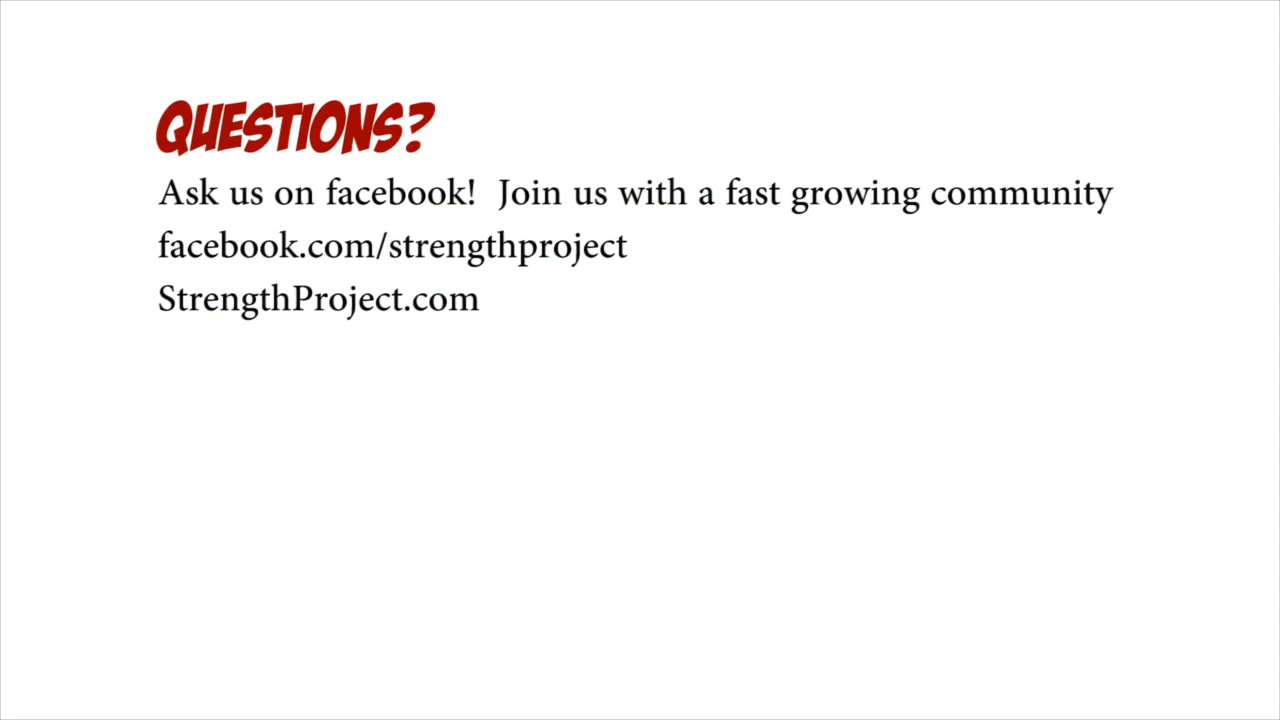 QUESTIONS?
Ask us on facebook!  Join us with a fast growing community
facebook.com/strengthproject
StrengthProject.com